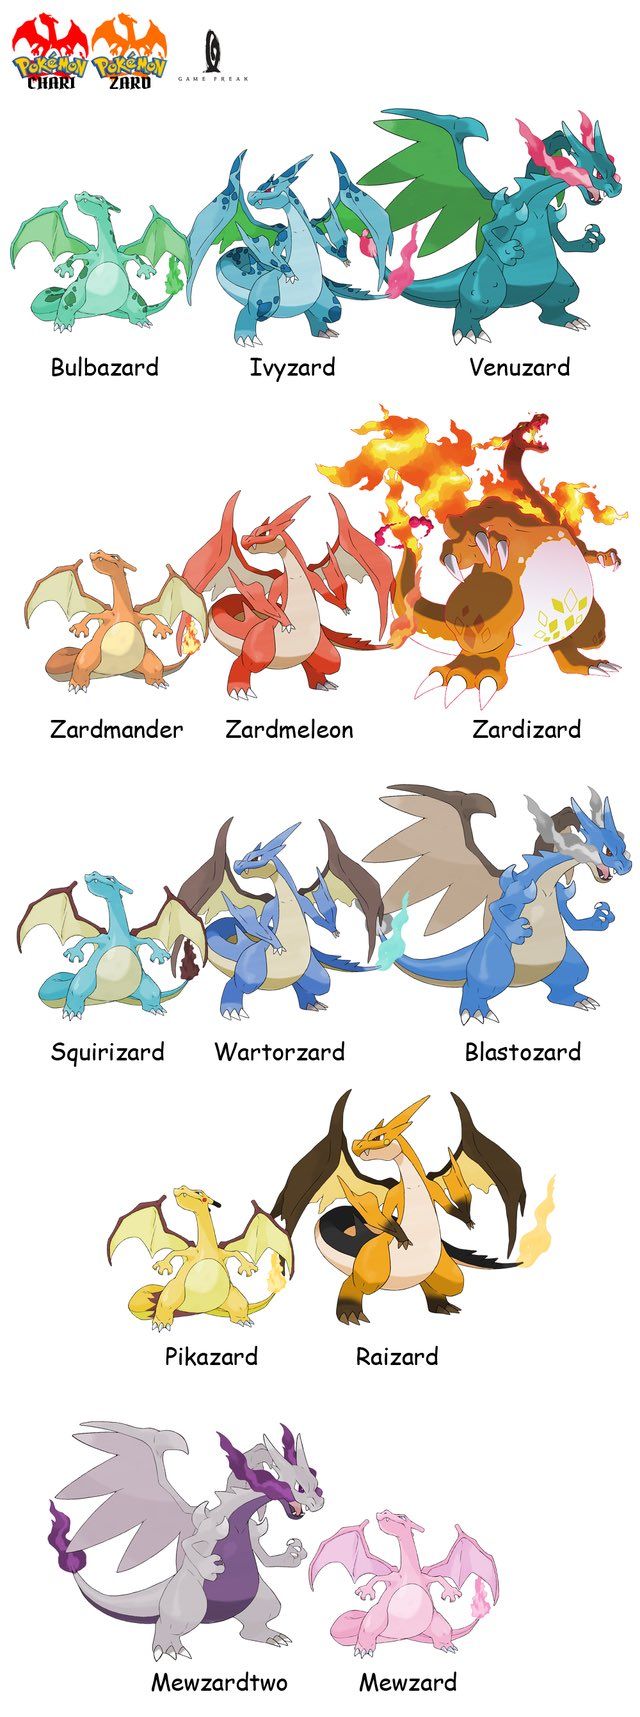 POKéMON POKéMON
CHARI ZARD GAME FREAK
Bulbazard Ivyzard Venuzard
Zardmander Zardmeleon Zardizard
Squirizard Wartorzard Blastozard
Pikazard Raizard
Mewzardtwo Mewzard